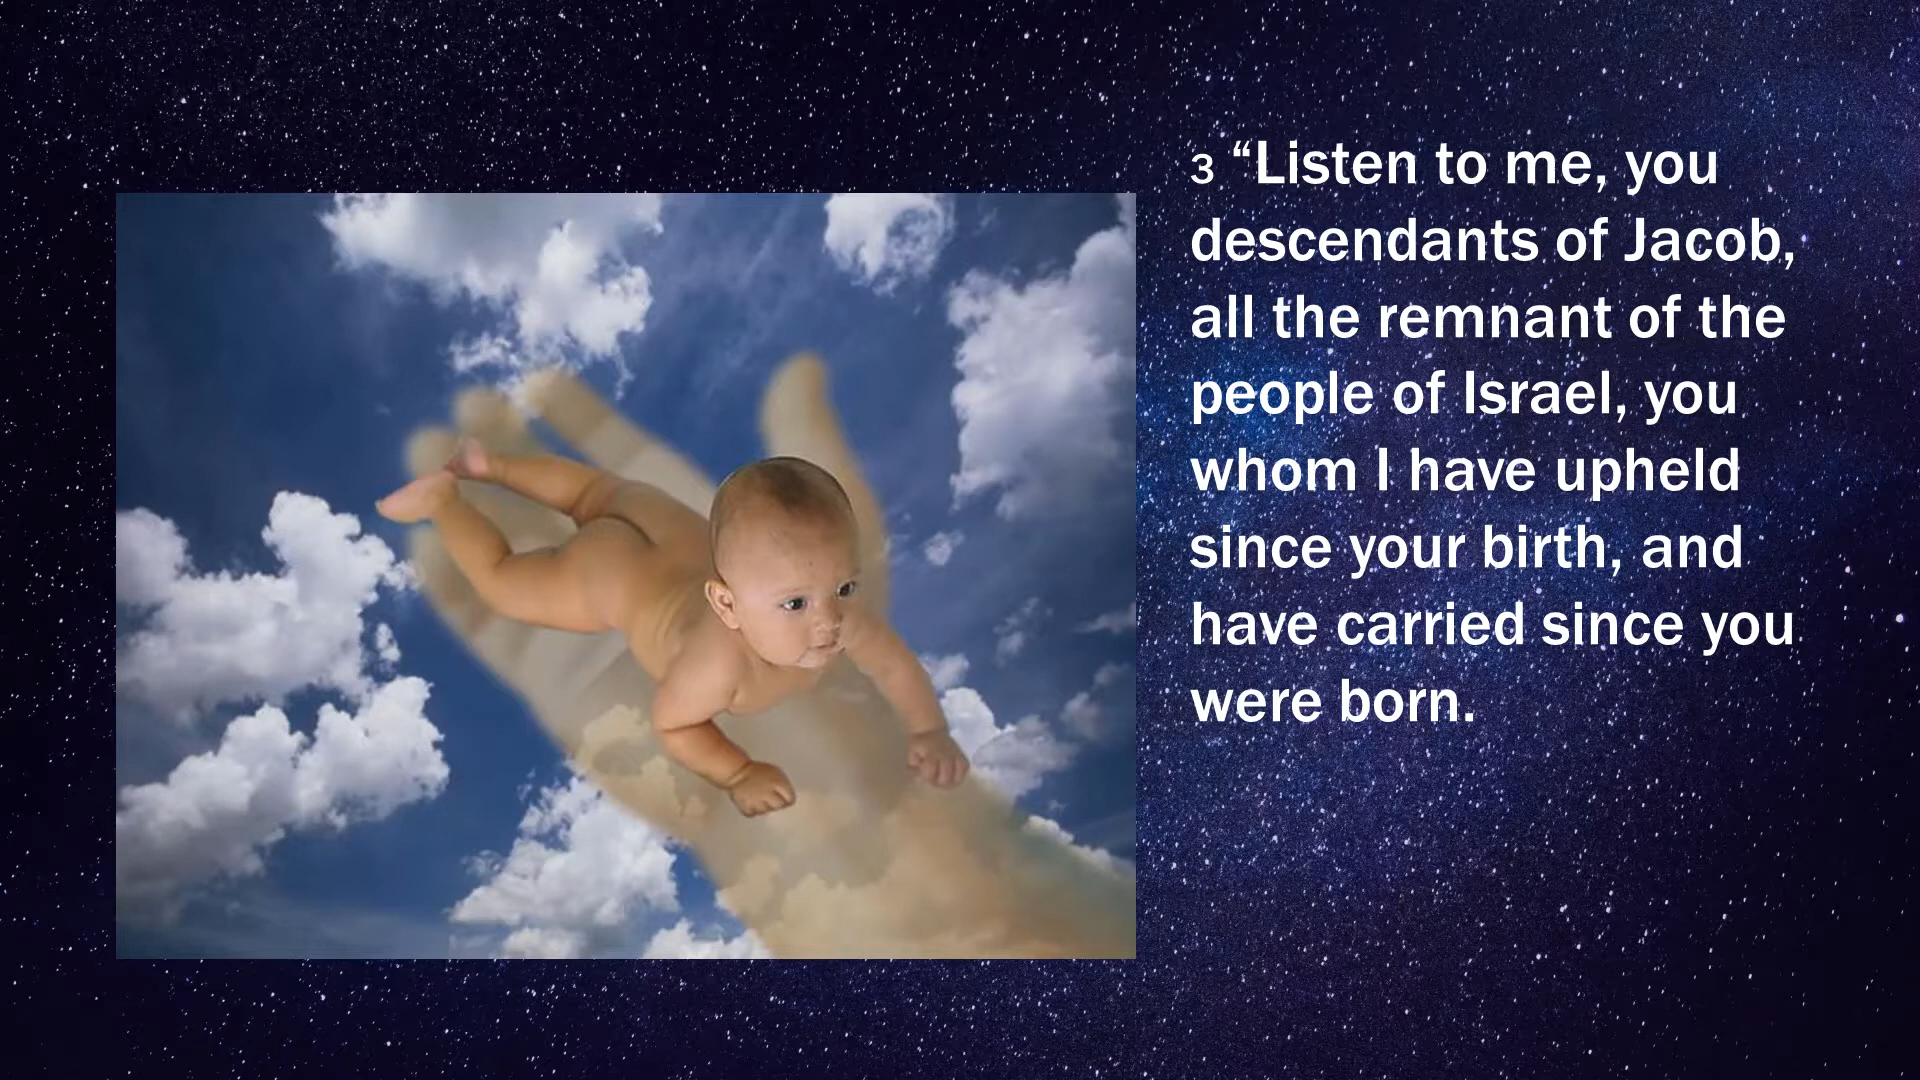 3 “Listen to me, you
descendants of Jacob,
all the remnant of the
people of Israel, you
whom I have upheld
since your birth, and
have carried since you
were born.